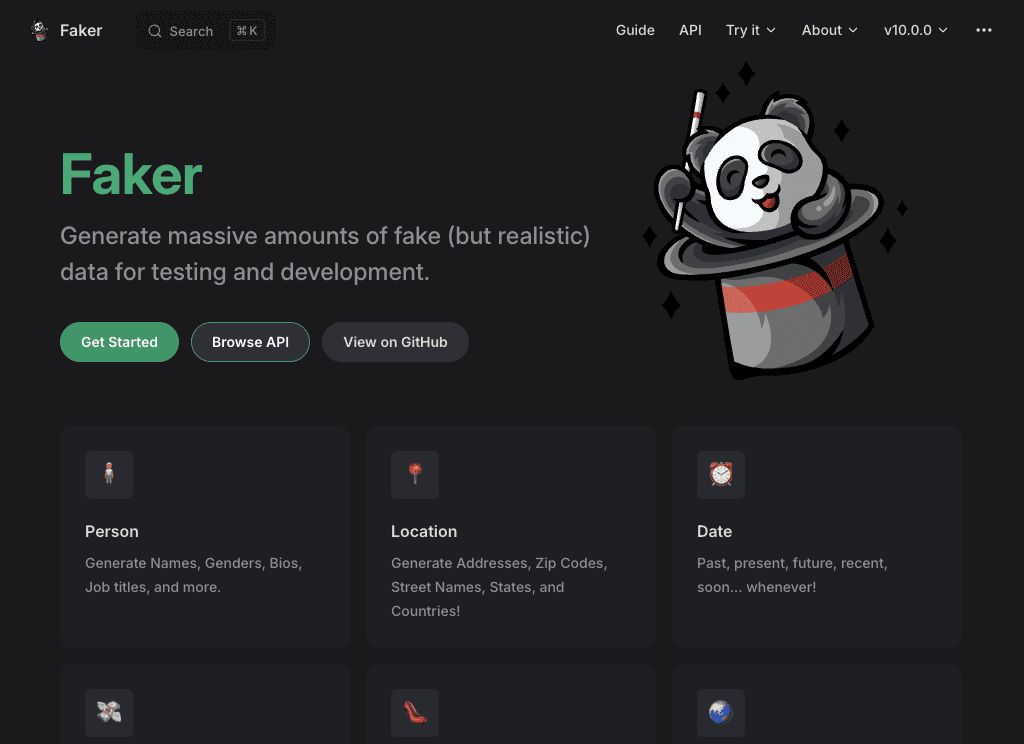 Faker
Search
⌘ K
Guide
API
Try it
About
v10.0.0
Faker
Generate massive amounts of fake (but realistic)
data for testing and development.
Get Started
Browse API
View on GitHub
Person
Generate Names, Genders, Bios,
Job titles, and more.
Location
Generate Addresses, Zip Codes,
Street Names, States, and
Countries!
Date
Past, present, future, recent,
soon... whenever!